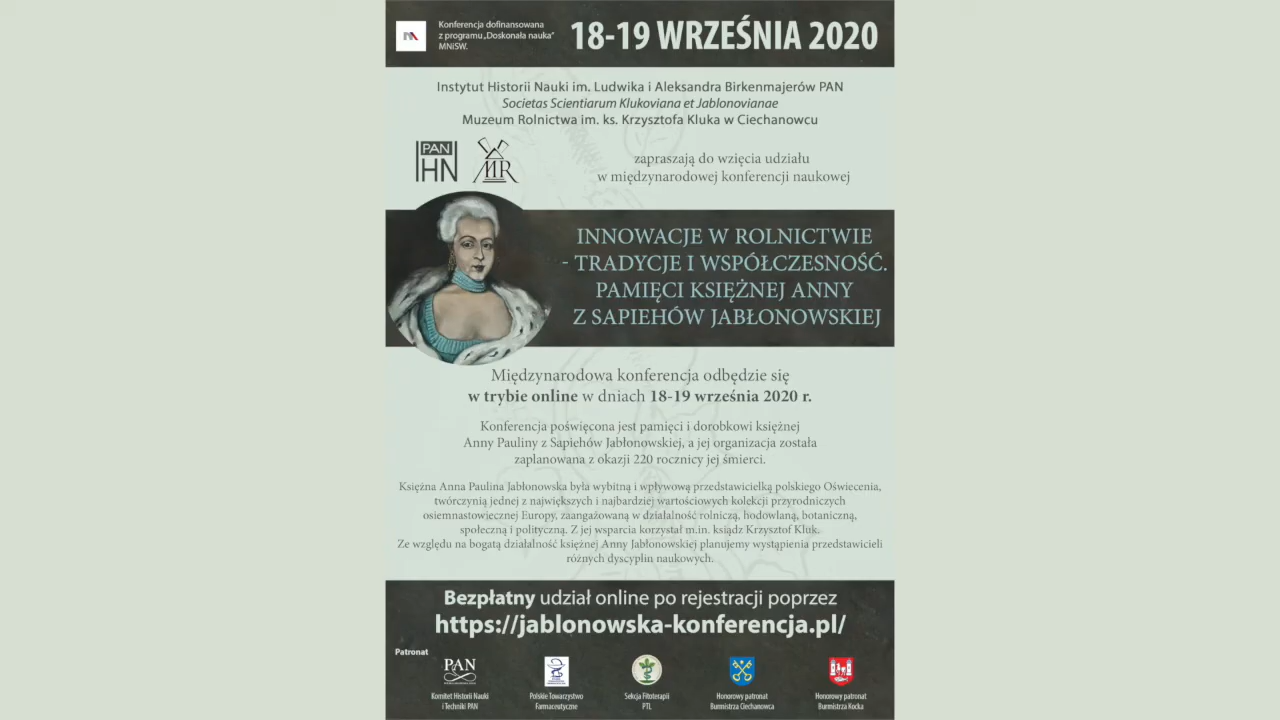 Konferencja dofinansowana
z programu „Doskonała nauka"
MNiSW.
18-19 WRZEŚNIA 2020
Instytut Historii Nauki im. Ludwika i Aleksandra Birkenmajerów PAN
Societas Scientiarum Klukoviana et Jablonovianae
Muzeum Rolnictwa im. ks. Krzysztofa Kluka w Ciechanowcu
PAN
IHN
MR
zapraszają do wzięcia udziału
w międzynarodowej konferencji naukowej
INNOWACJE W ROLNICTWIE
- TRADYCJE I WSPÓŁCZESNOŚĆ.
PAMIĘCI KSIĘŻNEJ ANNY
Z SAPIEHÓW JABŁONOWSKIEJ
Międzynarodowa konferencja odbędzie się
w trybie online w dniach 18-19 września 2020 r.
Konferencja poświęcona jest pamięci i dorobkowi księżnej
Anny Pauliny z Sapiehów Jabłonowskiej, a jej organizacja została
zaplanowana z okazji 220 rocznicy jej śmierci.
Księżna Anna Paulina Jabłonowska była wybitną i wpływową przedstawicielką polskiego Oświecenia,
twórczynią jednej z największych i najbardziej wartościowych kolekcji przyrodniczych
osiemnastowiecznej Europy, zaangażowaną w działalność rolniczą, hodowlaną, botaniczną,
społeczną i polityczną. Z jej wsparcia korzystał m.in. ksiądz Krzysztof Kluk.
Ze względu na bogatą działalność księżnej Anny Jabłonowskiej planujemy wystąpienia przedstawicieli
różnych dyscyplin naukowych.
Bezpłatny udział online po rejestracji poprzez
https://jablonowska-konferencja.pl/
Patronat
PAN
Komitet Historii Nauki
i Techniki PAN
Polskie Towarzystwo
Farmaceutyczne
Sekcja Fitoterapii
PTL
Honorowy patronat
Burmistrza Ciechanowca
Honorowy patronat
Burmistrza Kocka